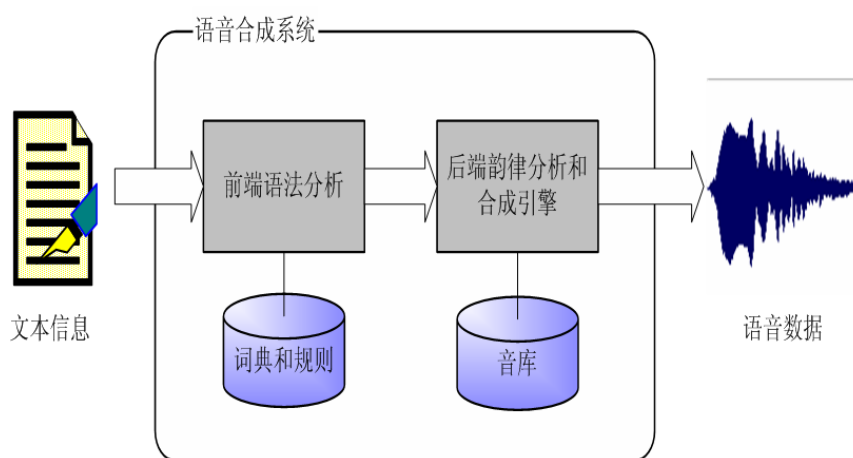 语音合成系统
前端语法分析
后端韵律分析和
合成引擎
文本信息
词典和规则
音库
语音数据